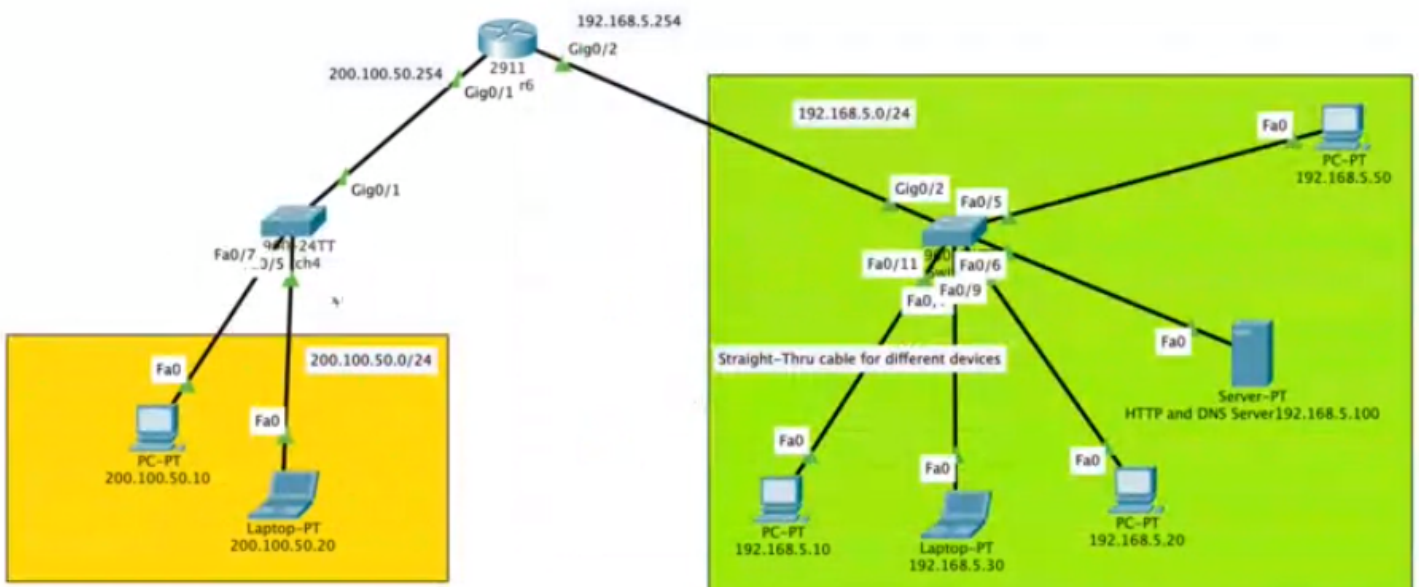 192.168.5.254
Gig0/2
2911
r6
200.100.50.254
Gig0/1
Gig0/1
Fa0/7
24TT
192.168.5.0/24
Fa0
PC-PT
192.168.5.50
Gig0/2
Fa0/5
Fa0/11
Fa0/6
Fa0/9
Straight-Thru cable for different devices
Fa0
Server-PT
HTTP and DNS Server192.168.5.100
200.100.50.0/24
Fa0
PC-PT
200.100.50.10
Fa0
Laptop-PT
200.100.50.20
Fa0
PC-PT
192.168.5.10
Fa0
Laptop-PT
192.168.5.30
Fa0
PC-PT
192.168.5.20